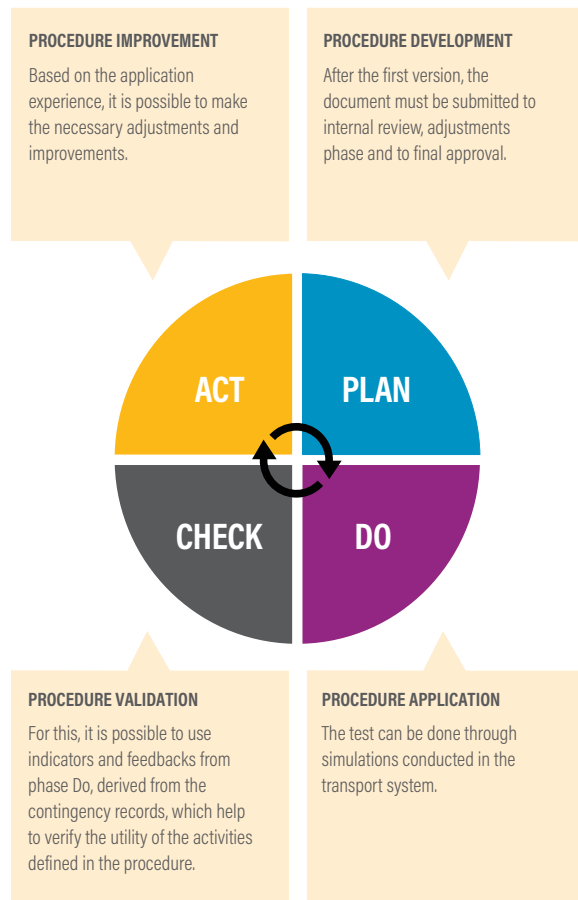 PROCEDURE IMPROVEMENT
Based on the application
experience, it is possible to make
the necessary adjustments and
improvements.
PROCEDURE DEVELOPMENT
After the first version, the
document must be submitted to
internal review, adjustments
phase and to final approval.
ACT
PLAN
CHECK
DO
PROCEDURE VALIDATION
For this, it is possible to use
indicators and feedbacks from
phase Do, derived from the
contingency records, which help
to verify the utility of the activities
defined in the procedure.
PROCEDURE APPLICATION
The test can be done through
simulations conducted in the
transport system.